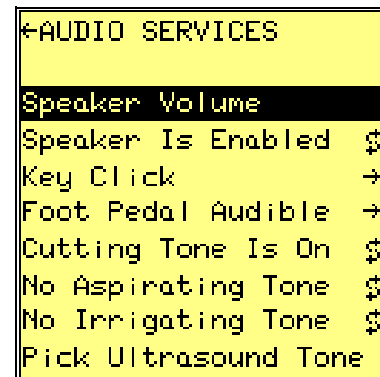 ←AUDIO SERVICES
Speaker Volume
Speaker Is Enabled $
Key Click →
Foot Pedal Audible →
Cutting Tone Is On $
No Aspirating Tone $
No Irrigating Tone $
Pick Ultrasound Tone